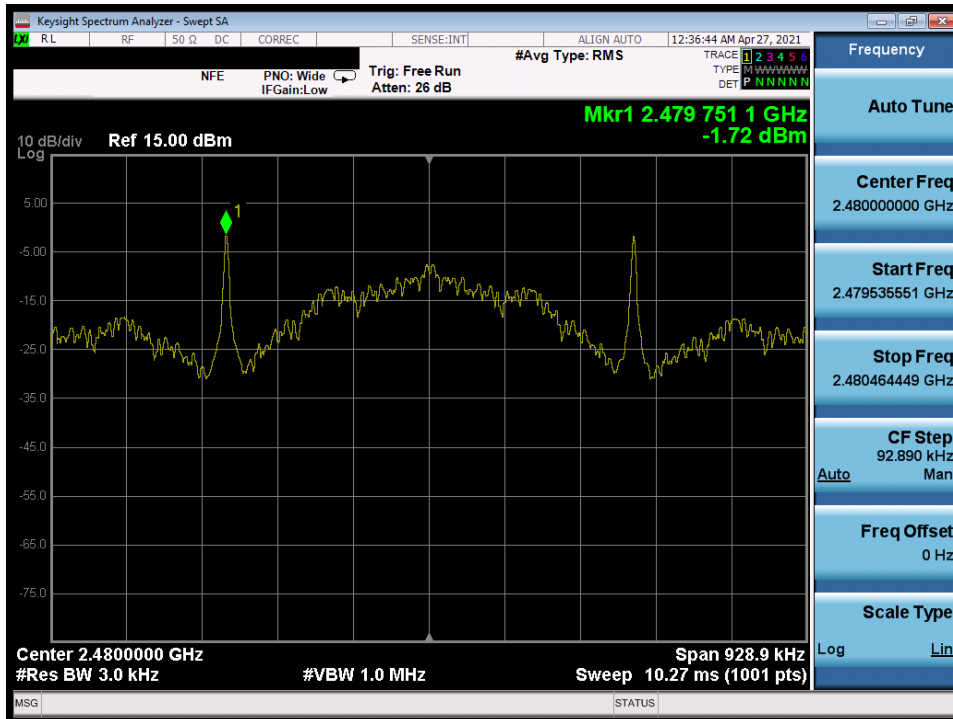 Keysight Spectrum Analyzer - Swept SA
LXI RL RF 50 Ω DC CORREC SENSE:INT ALIGN AUTO 12:36:44 AM Apr 27, 2021
NFE PNO: Wide IFGain:Low Trig: Free Run Atten: 26 dB #Avg Type: RMS
TRACE 1 2 3 4 5 6
TYPE M WWWWW
DET P N N N N N
Mkr1 2.479 751 1 GHz
-1.72 dBm
10 dB/div
Log
Ref 15.00 dBm
1
5.00
-5.00
-15.0
-25.0
-35.0
-45.0
-55.0
-65.0
-75.0
Center 2.4800000 GHz Span 928.9 kHz
#Res BW 3.0 kHz #VBW 1.0 MHz Sweep 10.27 ms (1001 pts)
MSG STATUS
Frequency
Auto Tune
Center Freq
2.480000000 GHz
Start Freq
2.479535551 GHz
Stop Freq
2.480464449 GHz
CF Step
92.890 kHz
Auto Man
Freq Offset
0 Hz
Scale Type
Log Lin